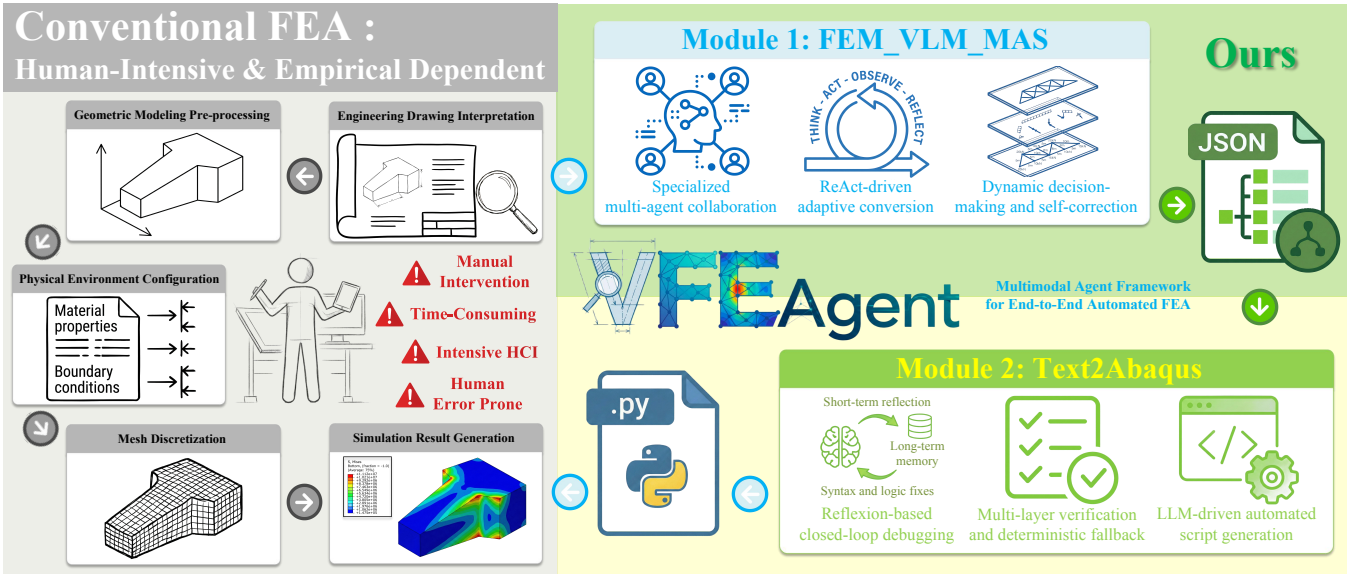 Conventional FEA :
Human-Intensive & Empirical Dependent
Geometric Modeling Pre-processing
Engineering Drawing Interpretation
Physical Environment Configuration
Material
properties
Boundary
conditions
Manual
Intervention
Time-Consuming
Intensive HCI
Human
Error Prone
Mesh Discretization
Simulation Result Generation
Module 1: FEM_VLM_MAS
THINK - ACT - OBSERVE - REFLECT
Specialized
multi-agent collaboration
ReAct-driven
adaptive conversion
Dynamic decision-
making and self-correction
Ours
JSON
VFEAgent
Multimodal Agent Framework
for End-to-End Automated FEA
Module 2: Text2Abaqus
Short-term reflection
Long-term
memory
Syntax and logic fixes
Reflexion-based
closed-loop debugging
Multi-layer verification
and deterministic fallback
</>
LLM-driven automated
script generation
.py